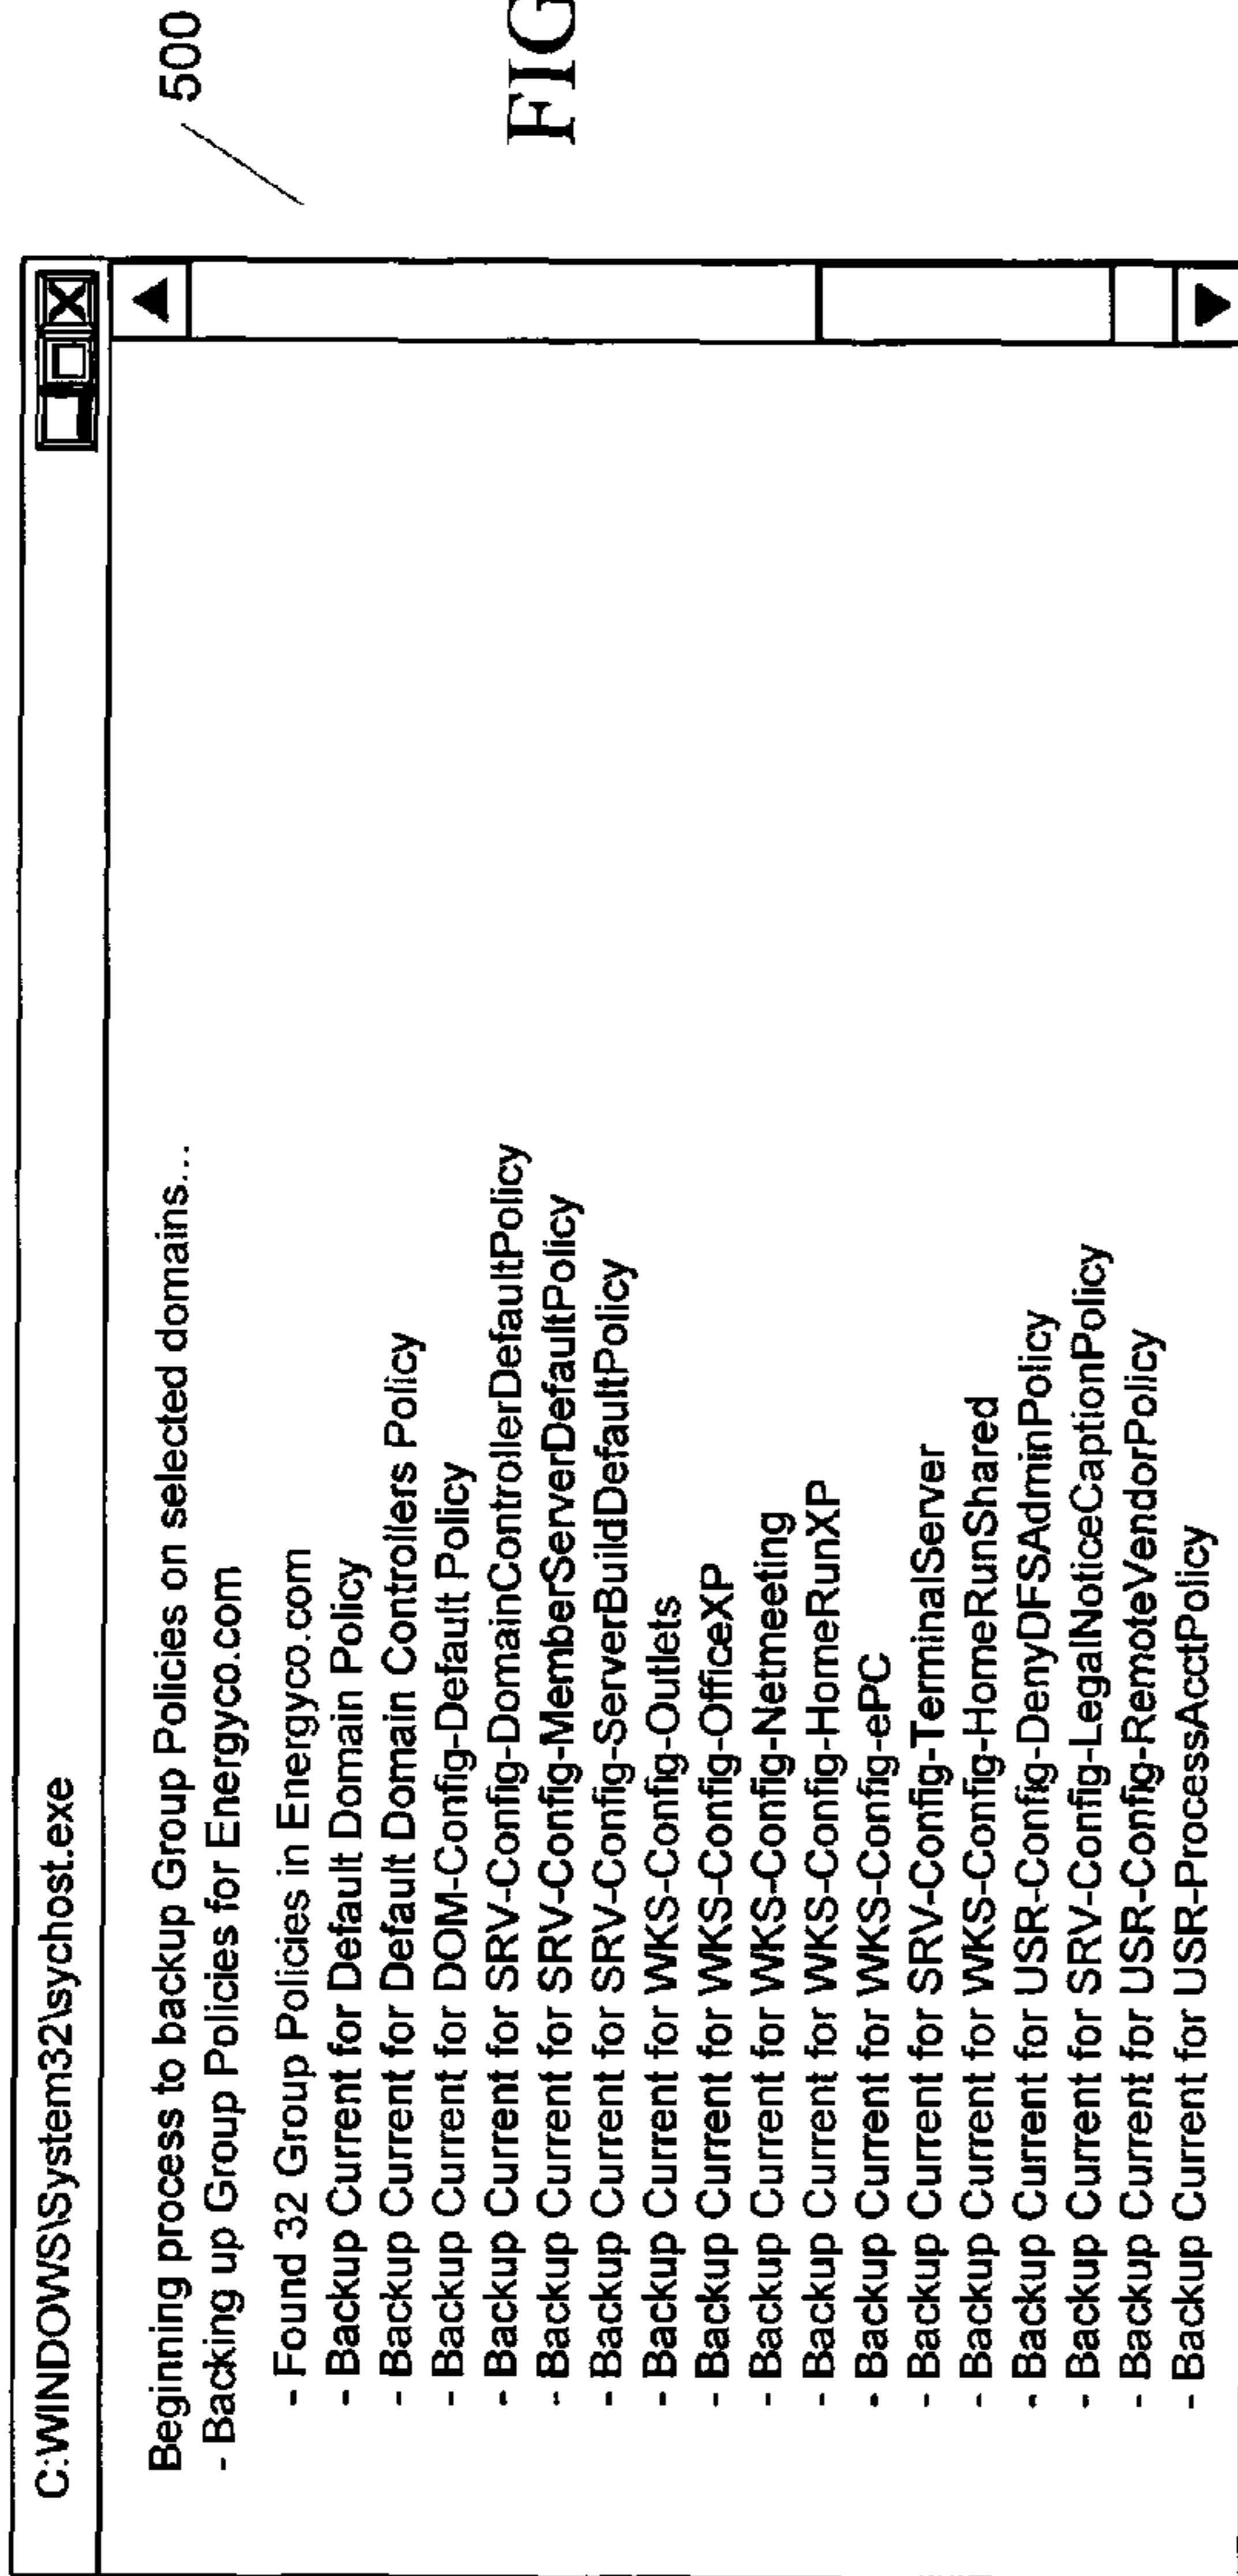 C:WINDOWS\System32\sychost.exe
Beginning process to backup Group Policies on selected domains...
- Backing up Group Policies for Energyco.com
- Found 32 Group Policies in Energyco.com
- Backup Current for Default Domain Policy
- Backup Current for Default Domain Controllers Policy
- Backup Current for DOM-Config-Default Policy
- Backup Current for SRV-Config-DomainControllerDefaultPolicy
- Backup Current for SRV-Config-MemberServerDefaultPolicy
- Backup Current for SRV-Config-ServerBuildDefaultPolicy
- Backup Current for WKS-Config-Outlets
- Backup Current for WKS-Config-OfficeXP
- Backup Current for WKS-Config-Netmeeting
- Backup Current for WKS-Config-HomeRunXP
- Backup Current for WKS-Config-ePC
- Backup Current for SRV-Config-TerminalServer
- Backup Current for WKS-Config-HomeRunShared
- Backup Current for USR-Config-DenyDFSAdminPolicy
- Backup Current for SRV-Config-LegalNoticeCaptionPolicy
- Backup Current for USR-Config-RemoteVendorPolicy
- Backup Current for USR-ProcessAcctPolicy
500
FIG